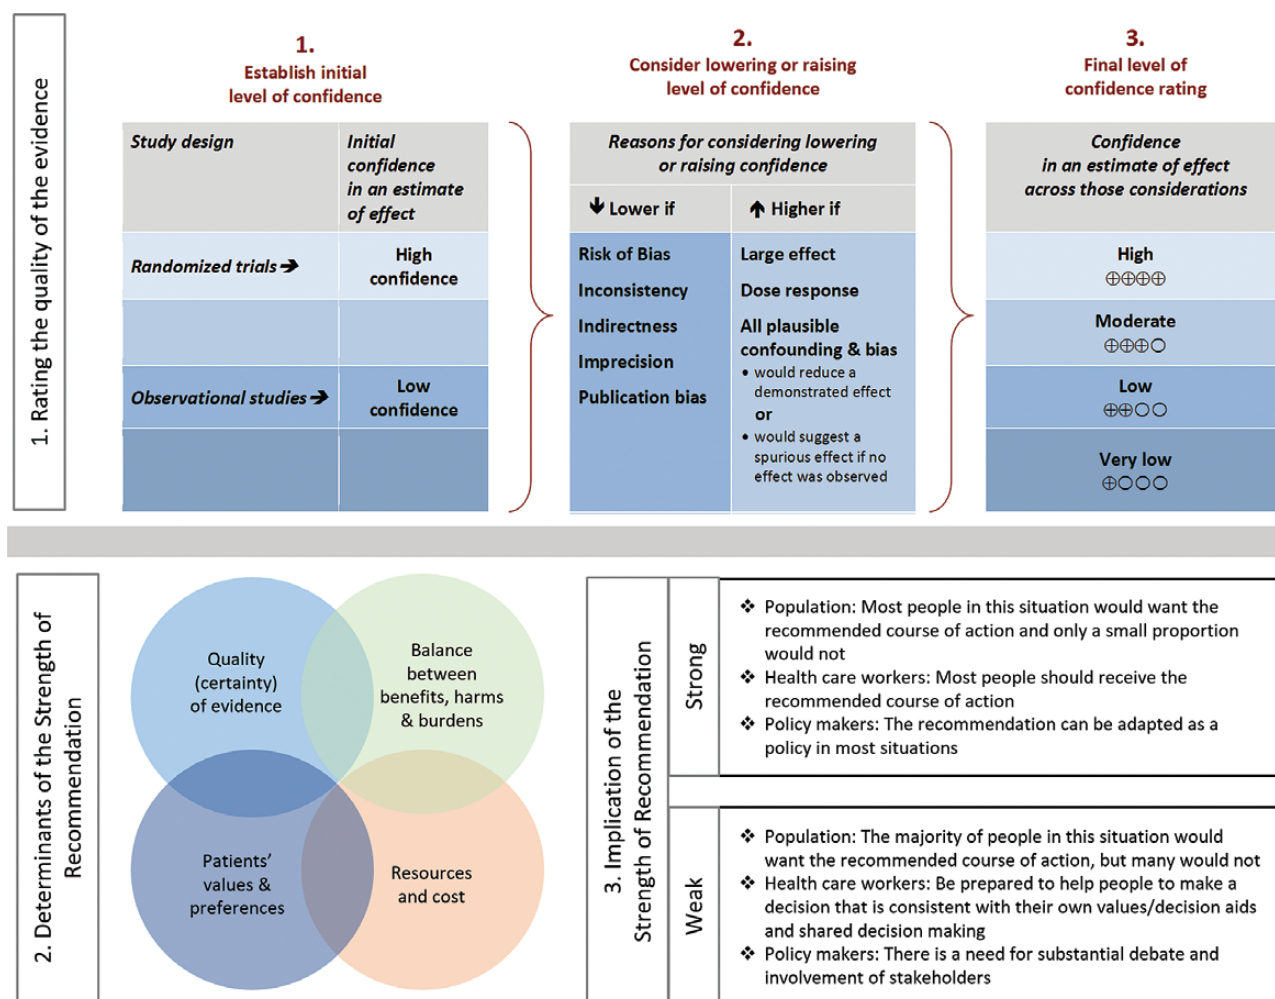 1. Rating the quality of the evidence
1.
Establish initial
level of confidence
Study design
Initial
confidence
in an estimate
of effect
Randomized trials ➔
High
confidence
Observational studies ➔
Low
confidence
2.
Consider lowering or raising
level of confidence
Reasons for considering lowering
or raising confidence
🡻 Lower if
🡹 Higher if
Risk of Bias
Inconsistency
Indirectness
Imprecision
Publication bias
Large effect
Dose response
All plausible
confounding & bias
• would reduce a
demonstrated effect
or
• would suggest a
spurious effect if no
effect was observed
3.
Final level of
confidence rating
Confidence
in an estimate of effect
across those considerations
High
⊕⊕⊕⊕
Moderate
⊕⊕⊕○
Low
⊕⊕○○
Very low
⊕○○○
2. Determinants of the Strength of
Recommendation
Quality
(certainty)
of evidence
Balance
between
benefits, harms
& burdens
Patients’
values &
preferences
Resources
and cost
3. Implication of the
Strength of Recommendation
Strong
❖ Population: Most people in this situation would want the
recommended course of action and only a small proportion
would not
❖ Health care workers: Most people should receive the
recommended course of action
❖ Policy makers: The recommendation can be adapted as a
policy in most situations
Weak
❖ Population: The majority of people in this situation would
want the recommended course of action, but many would not
❖ Health care workers: Be prepared to help people to make a
decision that is consistent with their own values/decision aids
and shared decision making
❖ Policy makers: There is a need for substantial debate and
involvement of stakeholders